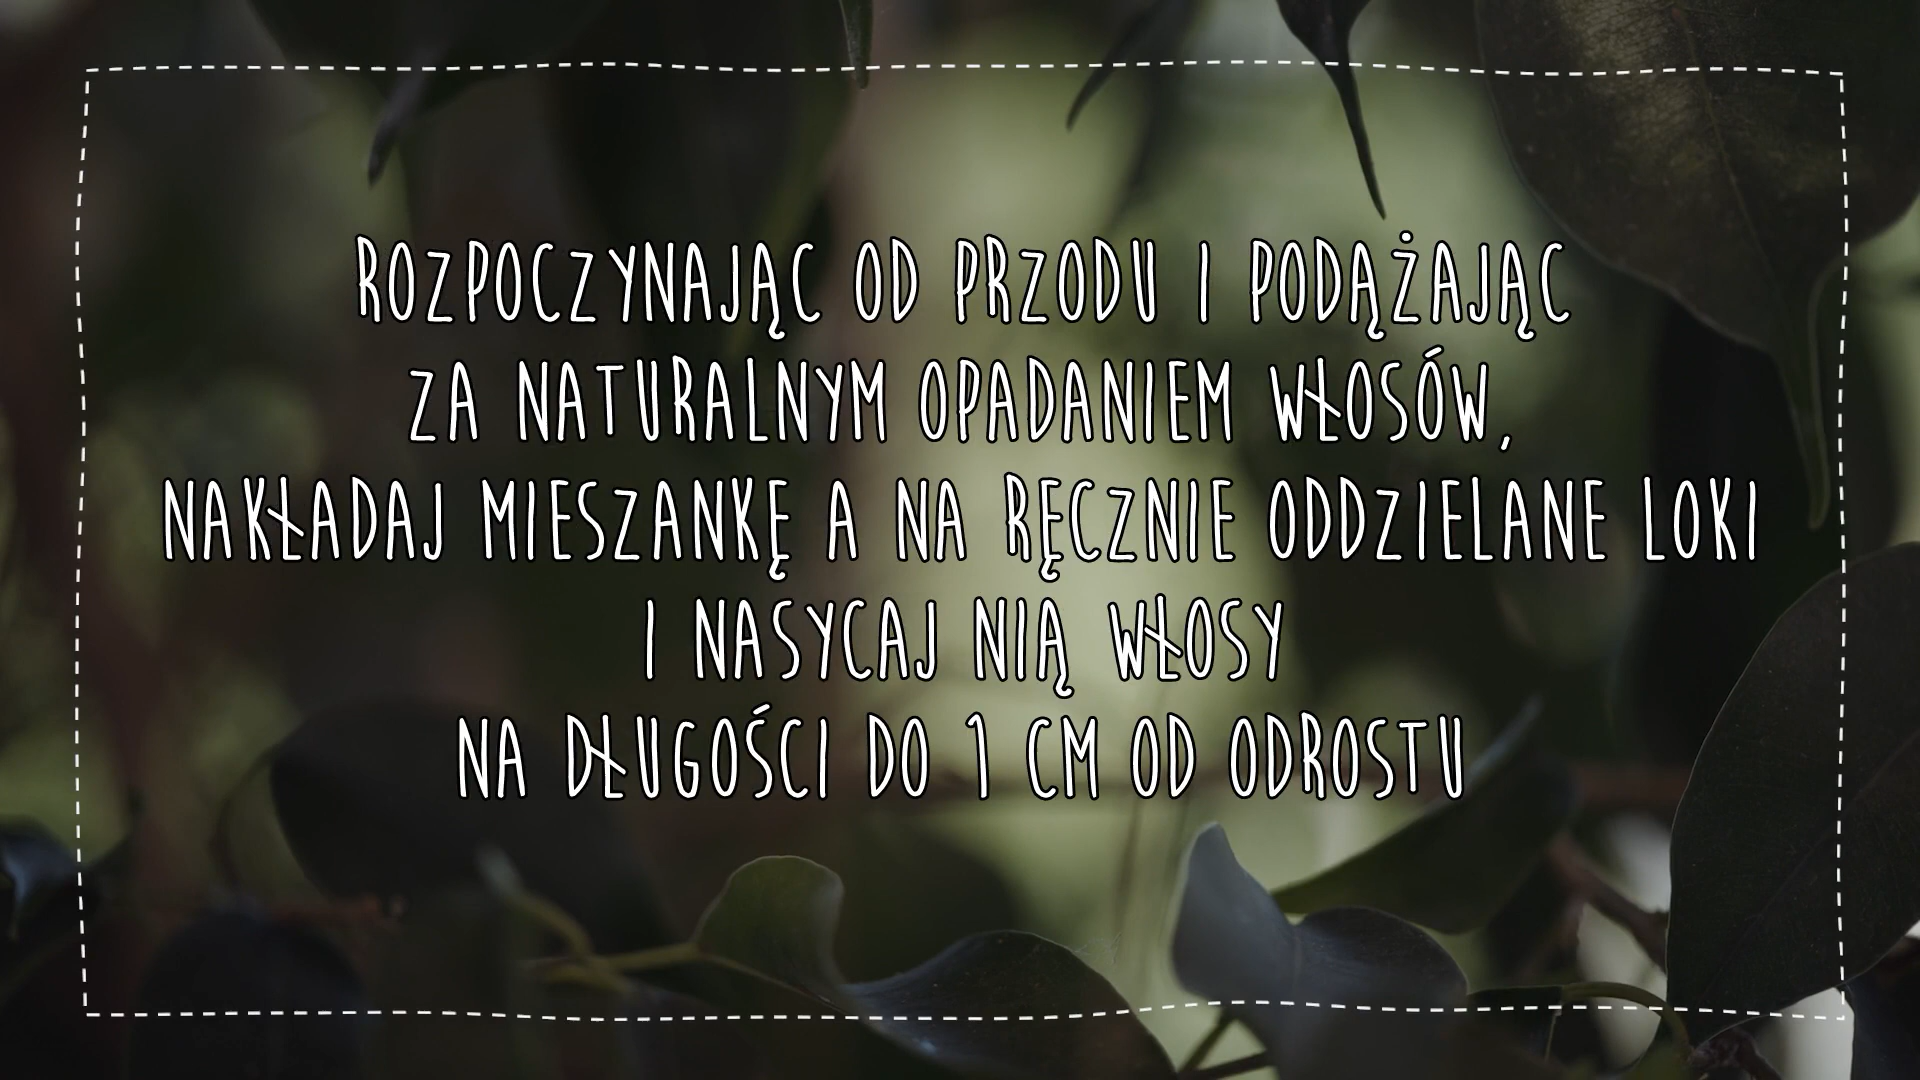 ROZPOCZYNAJĄC OD PRZODU I PODĄŻAJĄC
ZA NATURALNYM OPADANIEM WŁOSÓW,
NAKŁADAJ MIESZANKĘ A NA RĘCZNIE ODDZIELANE LOKI
I NASYCAJ NIĄ WŁOSY
NA DŁUGOŚCI DO 1 CM OD ODROSTU